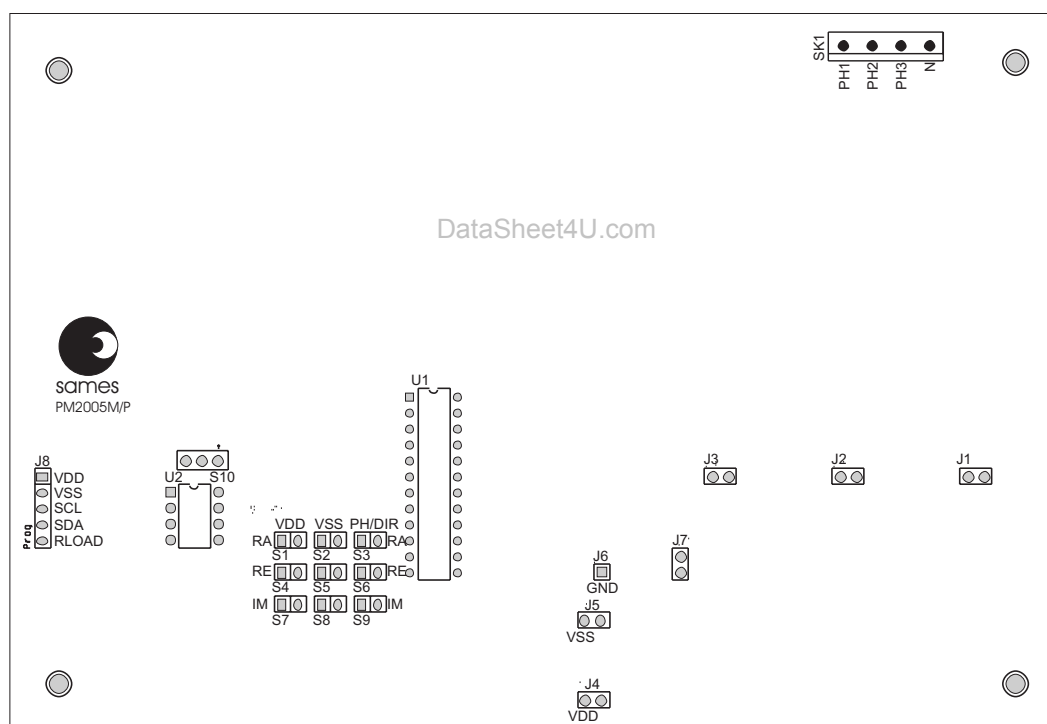 SK1
PH1
PH2
PH3
N
DataSheet4U.com
sames
PM2005M/P
U1
J8
VDD
VSS
SCL
SDA
RLOAD
Prog
U2 S10
VDD VSS PH/DIR
RA RA
S1 S2 S3
RE RE
S4 S5 S6
IM IM
S7 S8 S9
J3
J2
J1
J7
J6
GND
J5
VSS
J4
VDD